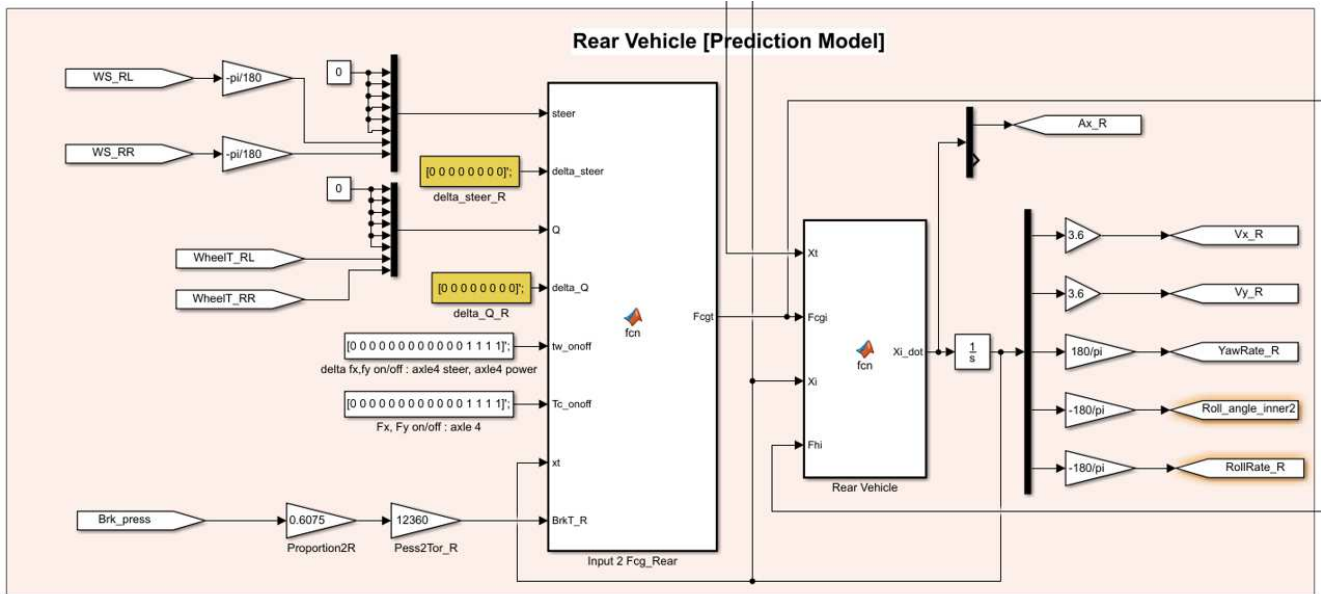 Rear Vehicle [Prediction Model]
WS_RL
-pi/180
0
steer
WS_RR
-pi/180
[0 0 0 0 0 0 0 0]';
delta_steer
delta_steer_R
0
Q
WheelT_RL
WheelT_RR
[0 0 0 0 0 0 0 0]';
delta_Q
delta_Q_R
[0 0 0 0 0 0 0 0 0 0 0 0 1 1 1 1]';
tw_onoff
delta fx,fy on/off : axle4 steer, axle4 power
[0 0 0 0 0 0 0 0 0 0 0 0 1 1 1 1]';
Tc_onoff
Fx, Fy on/off : axle 4
xt
Brk_press
0.6075
12360
BrkT_R
Proportion2R
Pess2Tor_R
fcn
Fcgt
Input 2 Fcg_Rear
Xt
Fcgi
fcn
Xi_dot
Xi
Fhi
Rear Vehicle
1
s
Ax_R
3.6
Vx_R
3.6
Vy_R
180/pi
YawRate_R
-180/pi
Roll_angle_inner2
-180/pi
RollRate_R